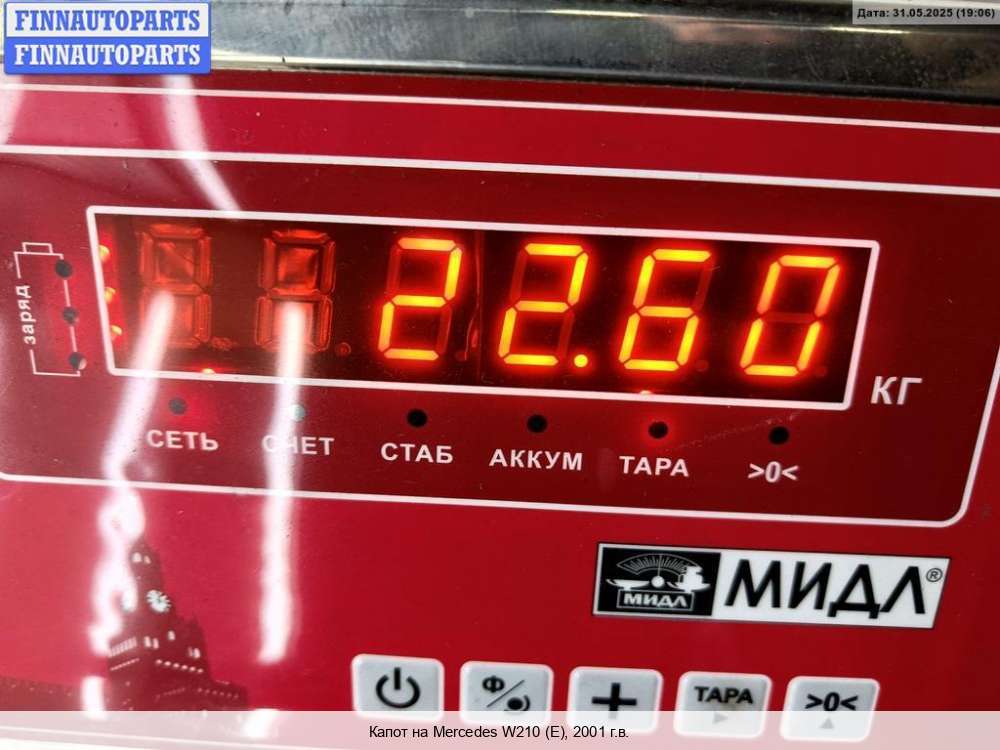 FINNAUTOPARTS
FINNAUTOPARTS
Дата: 31.05.2025 (19:06)
заряд
22.60
КГ
СЕТЬ СЧЕТ СТАБ АККУМ ТАРА >0<
МИДЛ МИДЛ®
Ф ТАРА >0<
Капот на Mercedes W210 (E), 2001 г.в.